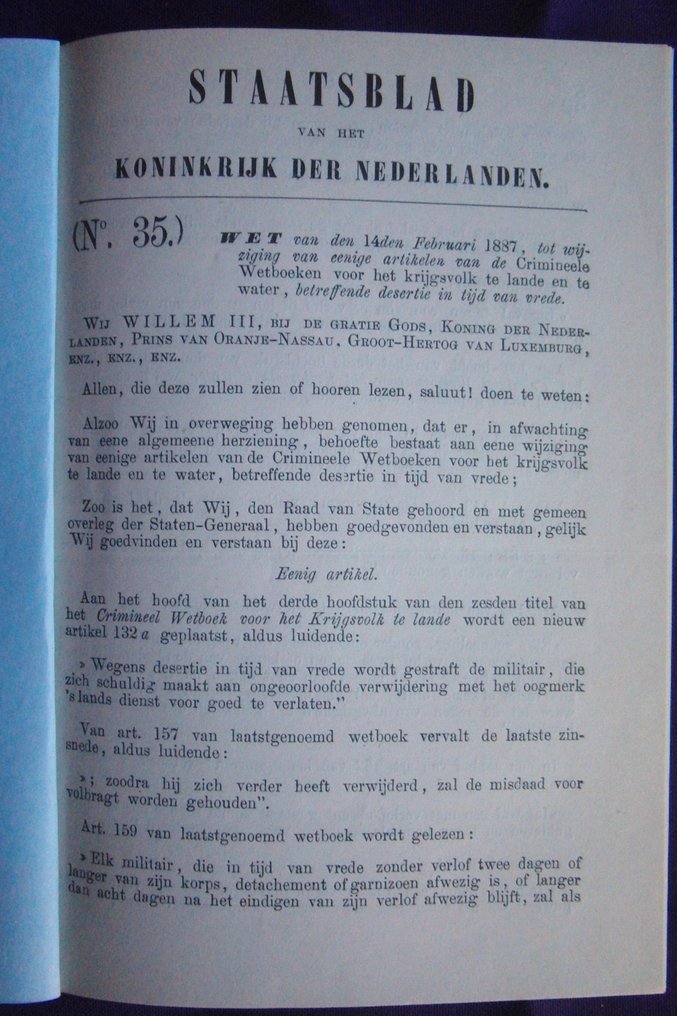 STAATSBLAD
VAN HET
KONINKRIJK DER NEDERLANDEN.
(No. 35.)
WET van den 14den Februari 1887, tot wij-
ziging van eenige artikelen van de Crimineele
Wetboeken voor het krijgsvolk te lande en te
water, betreffende desertie in tijd van vrede.
WIJ WILLEM III, BIJ DE GRATIE GODS, KONING DER NEDER-
LANDEN, PRINS VAN ORANJE-NASSAU, GROOT-HERTOG VAN LUXEMBURG,
ENZ., ENZ., ENZ.
Allen, die deze zullen zien of hooren lezen, saluut! doen te weten:
Alzoo Wij in overweging hebben genomen, dat er, in afwachting
van eene algemeene herziening, behoefte bestaat aan eene wijziging
van eenige artikelen van de Crimineele Wetboeken voor het krijgsvolk
te lande en te water, betreffende desertie in tijd van vrede;
Zoo is het, dat Wij, den Raad van State gehoord en met gemeen
overleg der Staten-Generaal, hebben goedgevonden en verstaan, gelijk
Wij goedvinden en verstaan bij deze:
Eenig artikel.
Aan het hoofd van het derde hoofdstuk van den zesden titel van
het Crimineel Wetboek voor het Krijgsvolk te lande wordt een nieuw
artikel 132 a geplaatst, aldus luidende:
» Wegens desertie in tijd van vrede wordt gestraft de militair, die
zich schuldig maakt aan ongeoorloofde verwijdering met het oogmerk
's lands dienst voor goed te verlaten."
Van art. 157 van laatstgenoemd wetboek vervalt de laatste zin-
snede, aldus luidende:
»; zoodra hij zich verder heeft verwijderd, zal de misdaad voor
volbragt worden gehouden".
Art. 159 van laatstgenoemd wetboek wordt gelezen:
» Elk militair, die in tijd van vrede zonder verlof twee dagen of
langer van zijn korps, detachement of garnizoen afwezig is, of langer
dan acht dagen na het eindigen van zijn verlof afwezig blijft, zal als